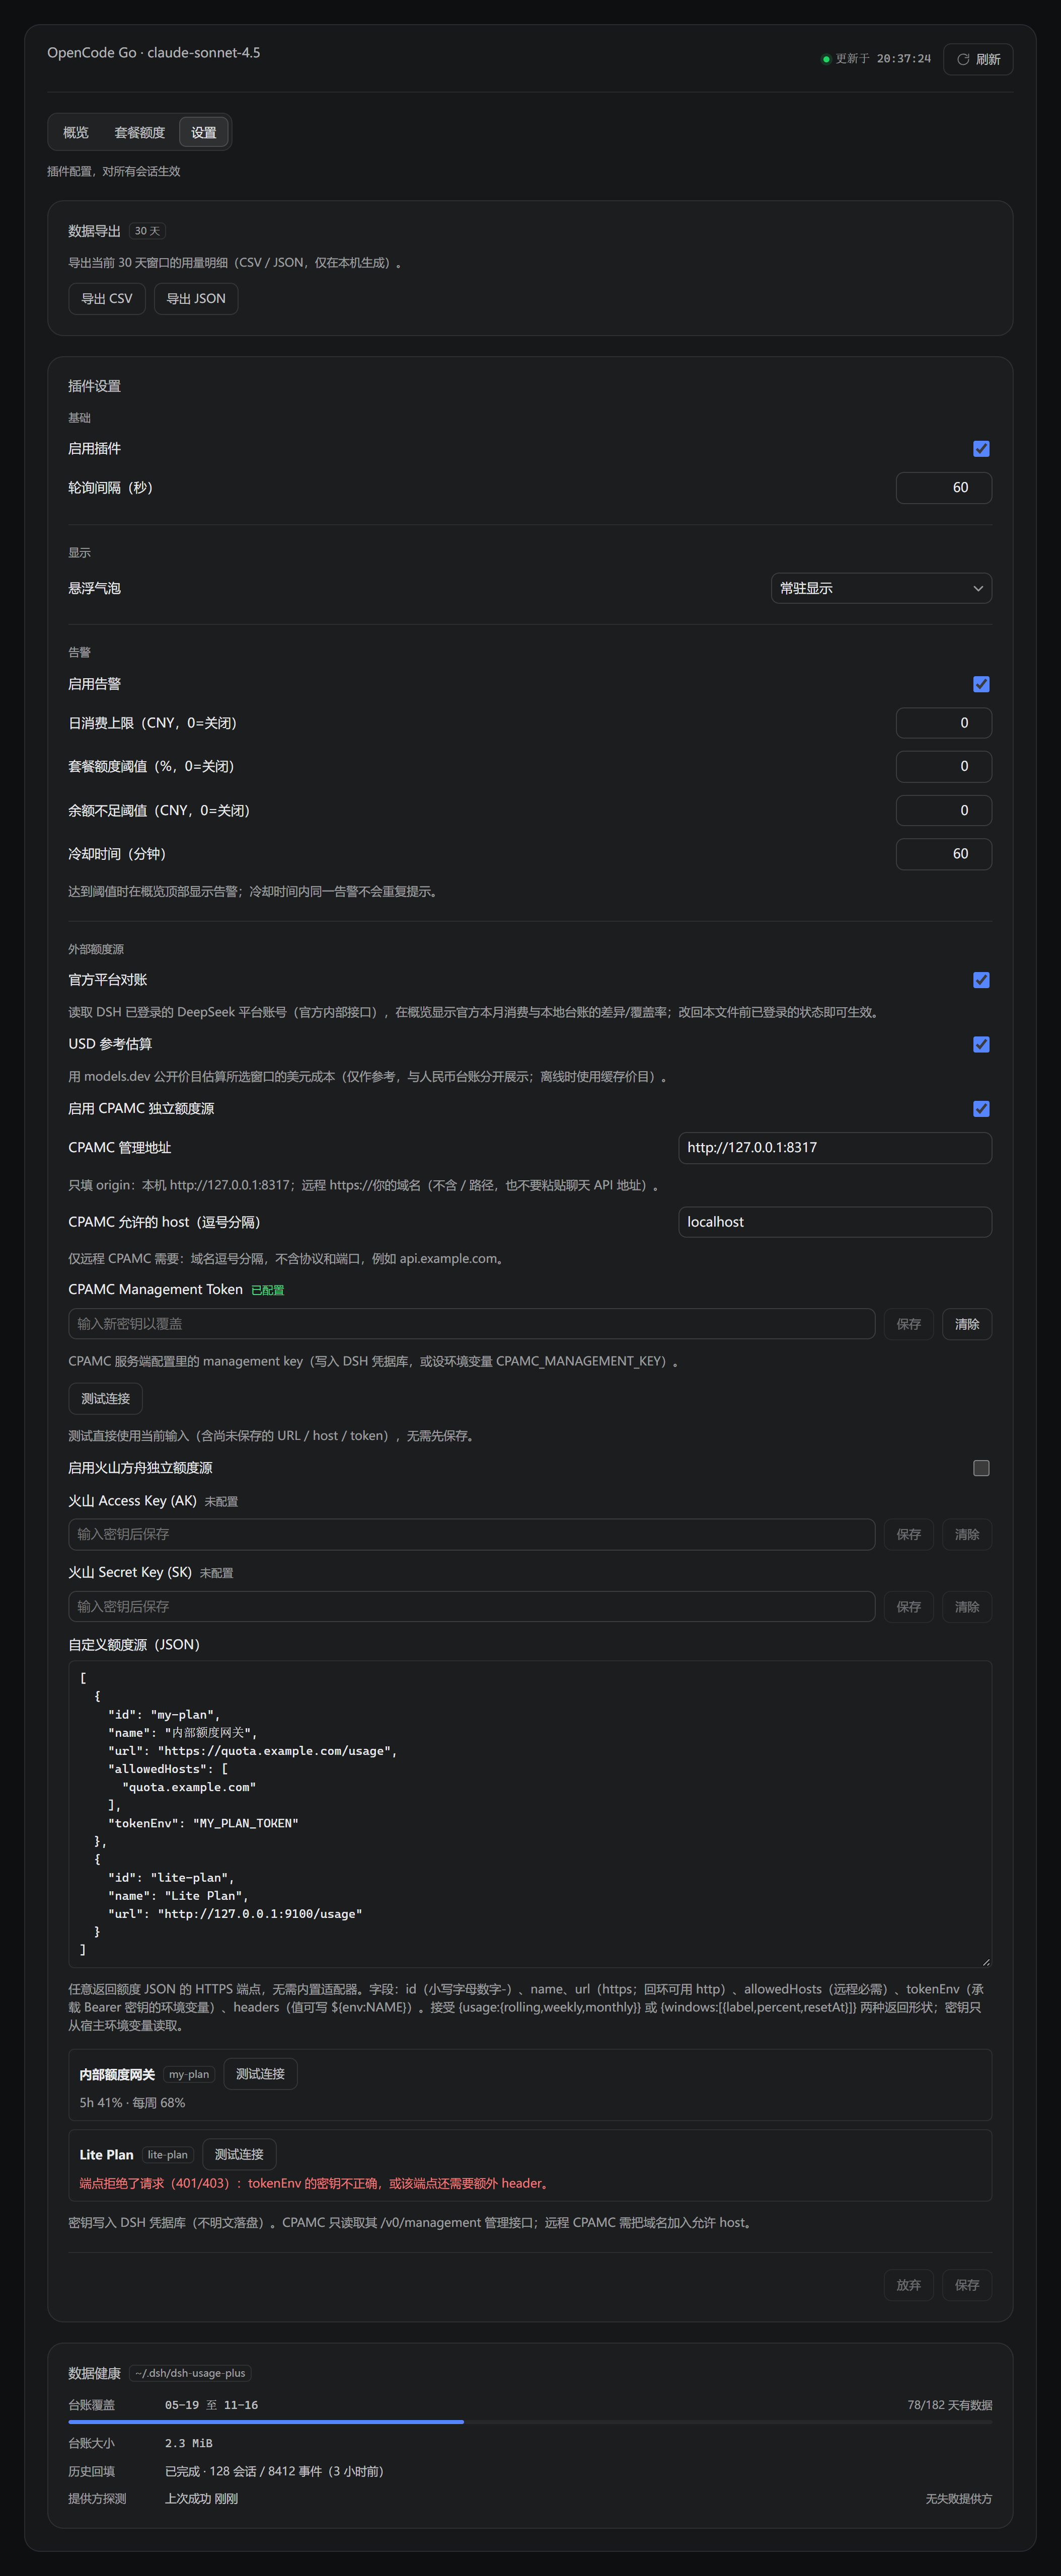 OpenCode Go · claude-sonnet-4.5
更新于 20:37:24
刷新
概览 套餐额度 设置
插件配置，对所有会话生效
数据导出 30 天
导出当前 30 天窗口的用量明细（CSV / JSON，仅在本机生成）。
导出 CSV 导出 JSON
插件设置
基础
启用插件
轮询间隔（秒） 60
显示
悬浮气泡 常驻显示
告警
启用告警
日消费上限（CNY，0=关闭） 0
套餐额度阈值（%，0=关闭） 0
余额不足阈值（CNY，0=关闭） 0
冷却时间（分钟） 60
达到阈值时在概览顶部显示告警；冷却时间内同一告警不会重复提示。
外部额度源
官方平台对账
读取 DSH 已登录的 DeepSeek 平台账号（官方内部接口），在概览显示官方本月消费与本地台账的差异/覆盖率；改回本文件前已登录的状态即可生效。
USD 参考估算
用 models.dev 公开价目估算所选窗口的美元成本（仅作参考，与人民币台账分开展示；离线时使用缓存价目）。
启用 CPAMC 独立额度源
CPAMC 管理地址 http://127.0.0.1:8317
只填 origin：本机 http://127.0.0.1:8317；远程 https://你的域名（不含 / 路径，也不要粘贴聊天 API 地址）。
CPAMC 允许的 host（逗号分隔） localhost
仅远程 CPAMC 需要：域名逗号分隔，不含协议和端口，例如 api.example.com。
CPAMC Management Token 已配置
输入新密钥以覆盖 保存 清除
CPAMC 服务端配置里的 management key（写入 DSH 凭据库，或设环境变量 CPAMC_MANAGEMENT_KEY）。
测试连接
测试直接使用当前输入（含尚未保存的 URL / host / token），无需先保存。
启用火山方舟独立额度源
火山 Access Key (AK) 未配置
输入密钥后保存 保存 清除
火山 Secret Key (SK) 未配置
输入密钥后保存 保存 清除
自定义额度源（JSON）
[
  {
    "id": "my-plan",
    "name": "内部额度网关",
    "url": "https://quota.example.com/usage",
    "allowedHosts": [
      "quota.example.com"
    ],
    "tokenEnv": "MY_PLAN_TOKEN"
  },
  {
    "id": "lite-plan",
    "name": "Lite Plan",
    "url": "http://127.0.0.1:9100/usage"
  }
]
任意返回额度 JSON 的 HTTPS 端点，无需内置适配器。字段：id（小写字母数字-）、name、url（https；回环可用 http）、allowedHosts（远程必需）、tokenEnv（承
载 Bearer 密钥的环境变量）、headers（值可写 ${env:NAME}）。接受 {usage:{rolling,weekly,monthly}} 或 {windows:[{label,percent,resetAt}]} 两种返回形状；密钥只
从宿主环境变量读取。
内部额度网关 my-plan 测试连接
5h 41% · 每周 68%
Lite Plan lite-plan 测试连接
端点拒绝了请求（401/403）：tokenEnv 的密钥不正确，或该端点还需要额外 header。
密钥写入 DSH 凭据库（不明文落盘）。CPAMC 只读取其 /v0/management 管理接口；远程 CPAMC 需把域名加入允许 host。
放弃 保存
数据健康 ~/.dsh/dsh-usage-plus
台账覆盖 05-19 至 11-16 78/182 天有数据
台账大小 2.3 MiB
历史回填 已完成 · 128 会话 / 8412 事件（3 小时前）
提供方探测 上次成功 刚刚 无失败提供方